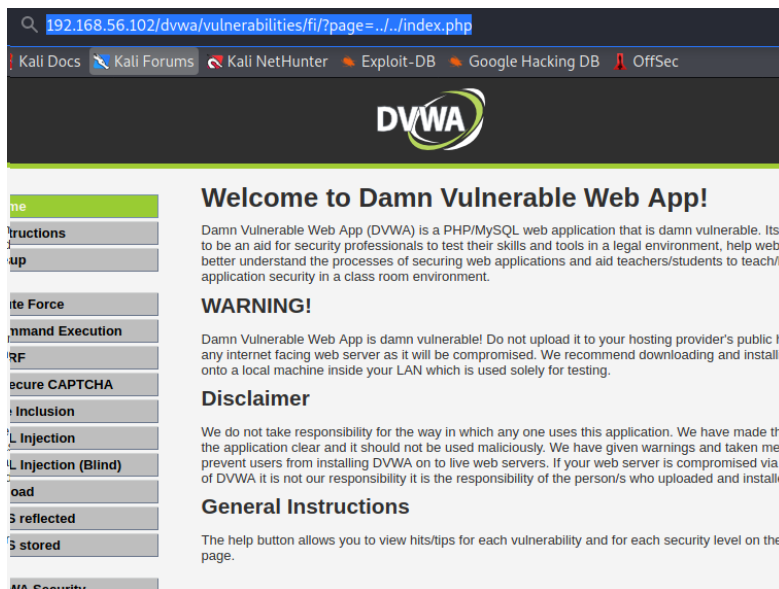 192.168.56.102/dvwa/vulnerabilities/fi/?page=../../index.php
Kali Docs Kali Forums Kali NetHunter Exploit-DB Google Hacking DB OffSec
DVWA
me
tructions
up
te Force
mmand Execution
RF
ecure CAPTCHA
Inclusion
L Injection
L Injection (Blind)
oad
S reflected
S stored
WA Security
Welcome to Damn Vulnerable Web App!
Damn Vulnerable Web App (DVWA) is a PHP/MySQL web application that is damn vulnerable. Its
to be an aid for security professionals to test their skills and tools in a legal environment, help web
better understand the processes of securing web applications and aid teachers/students to teach/
application security in a class room environment.
WARNING!
Damn Vulnerable Web App is damn vulnerable! Do not upload it to your hosting provider's public
any internet facing web server as it will be compromised. We recommend downloading and install
onto a local machine inside your LAN which is used solely for testing.
Disclaimer
We do not take responsibility for the way in which any one uses this application. We have made th
the application clear and it should not be used maliciously. We have given warnings and taken me
prevent users from installing DVWA on to live web servers. If your web server is compromised via
of DVWA it is not our responsibility it is the responsibility of the person/s who uploaded and installe
General Instructions
The help button allows you to view hits/tips for each vulnerability and for each security level on the
page.